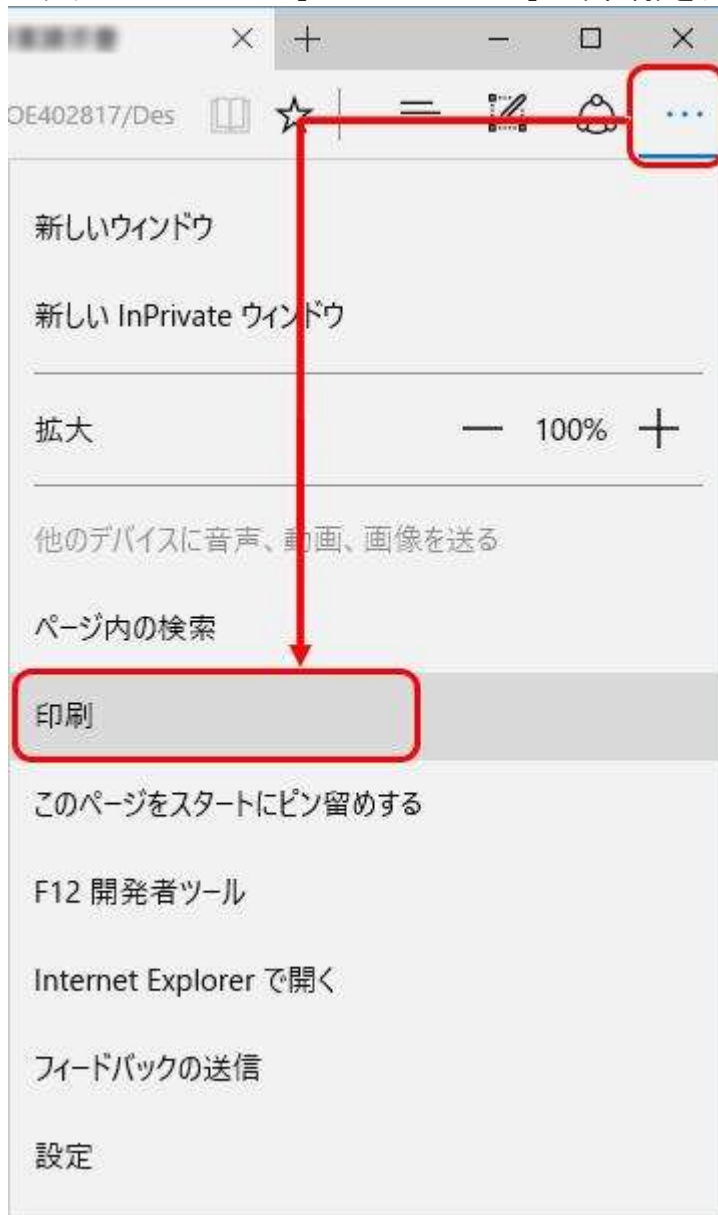 OE402817/Des
新しいウィンドウ
新しい InPrivate ウィンドウ
拡大 — 100% +
他のデバイスに音声、動画、画像を送る
ページ内の検索
印刷
このページをスタートにピン留めする
F12 開発者ツール
Internet Explorer で開く
フィードバックの送信
設定